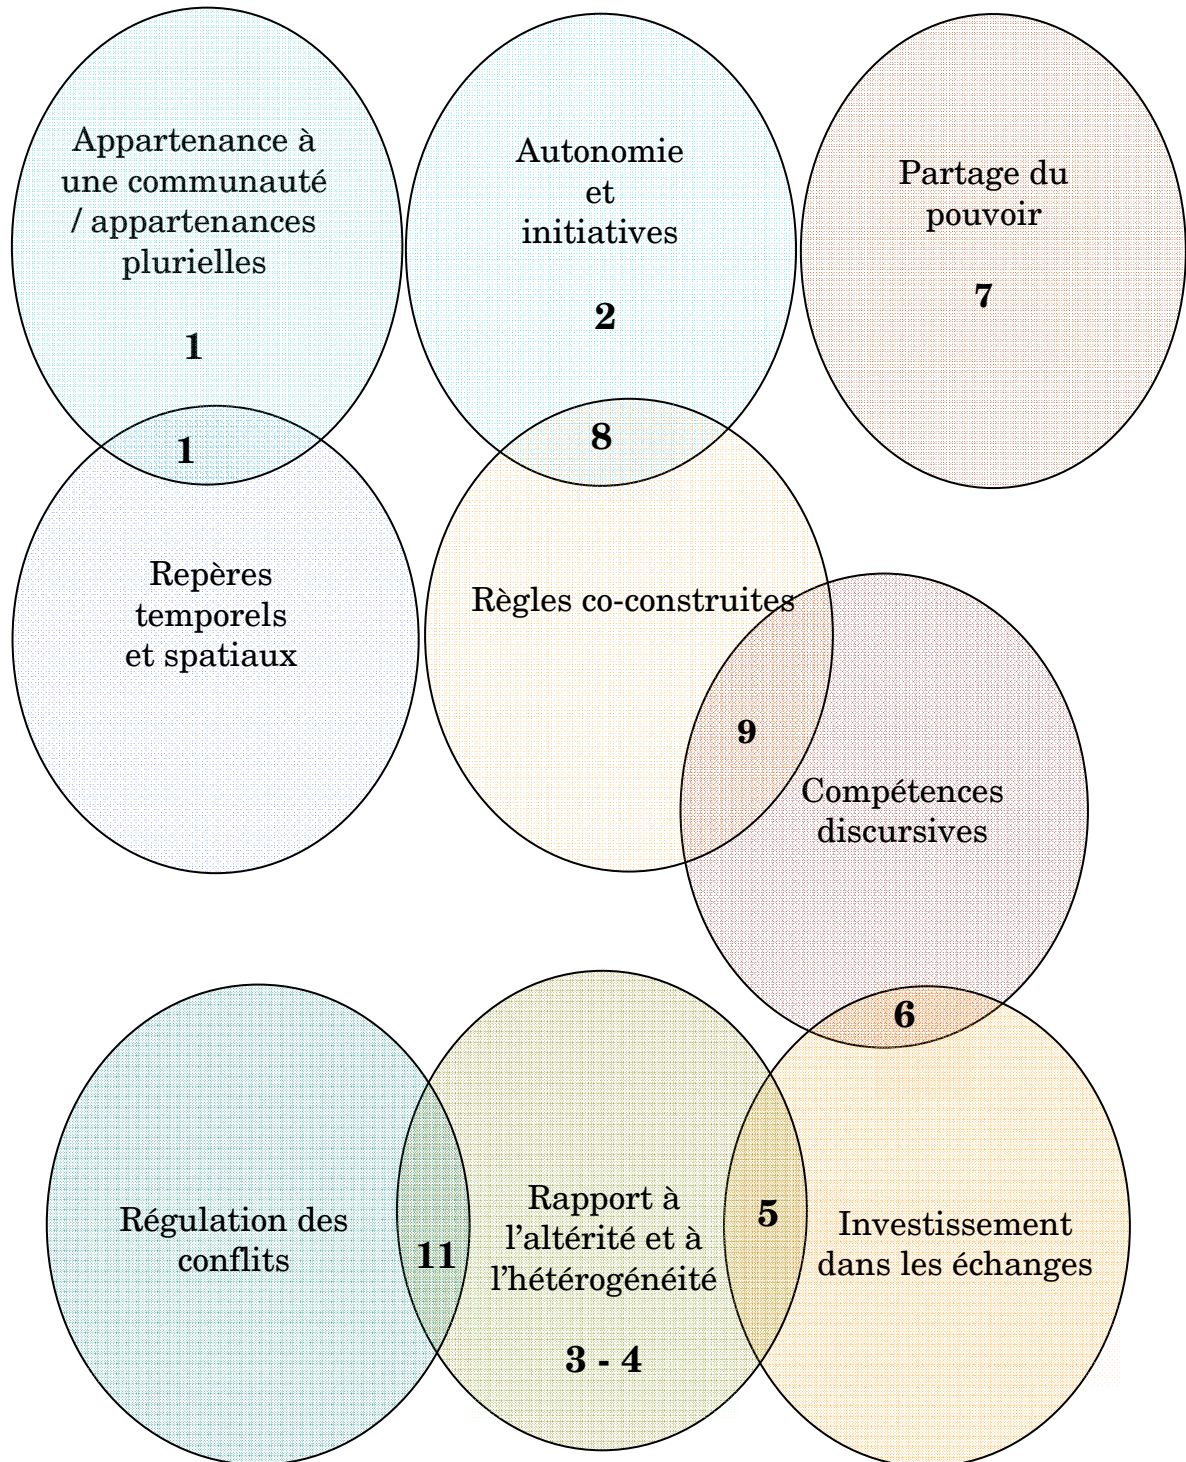 Appartenance à
une communauté
/ appartenances
plurielles
1
Autonomie
et
initiatives
2
Partage du
pouvoir
7
1
8
Repères
temporels
et spatiaux
Règles co-construites
9
Compétences
discursives
6
Régulation des
conflits
11
Rapport à
l'altérité et à
l'hétérogénéité
3 - 4
5
Investissement
dans les échanges